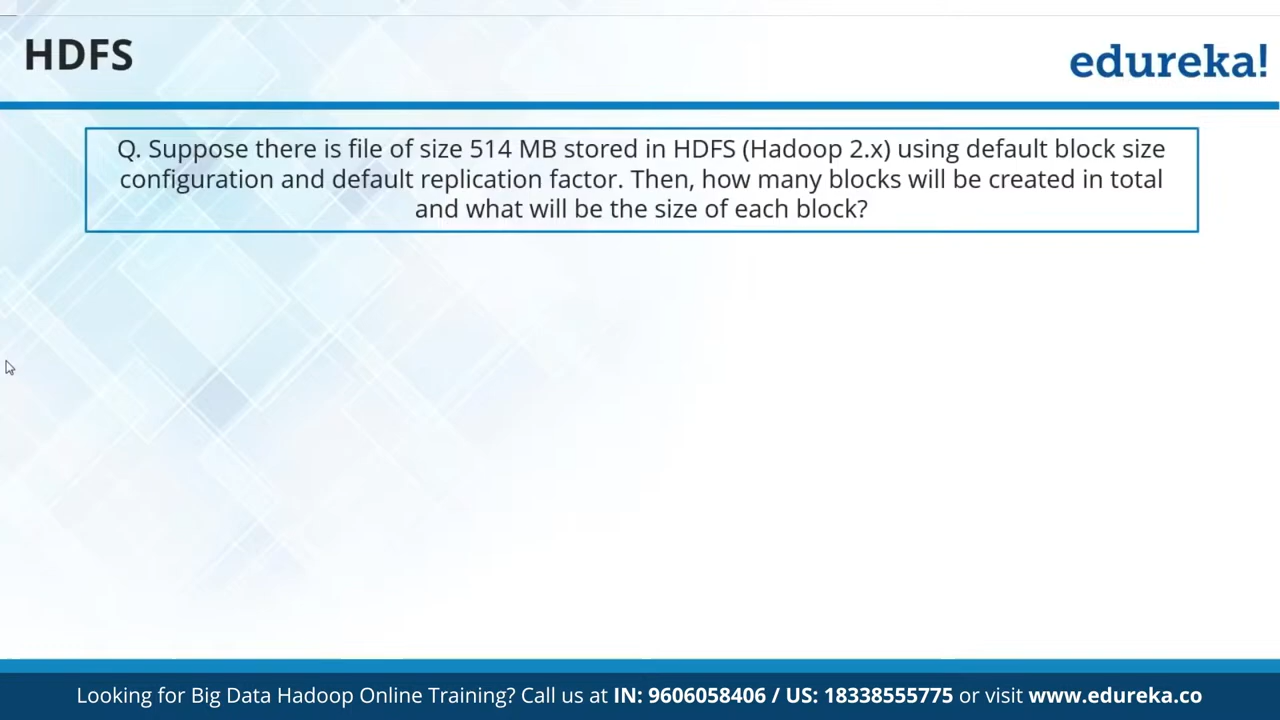 HDFS
edureka!
Q. Suppose there is file of size 514 MB stored in HDFS (Hadoop 2.x) using default block size
configuration and default replication factor. Then, how many blocks will be created in total
and what will be the size of each block?
Looking for Big Data Hadoop Online Training? Call us at IN: 9606058406 / US: 18338555775 or visit www.edureka.co